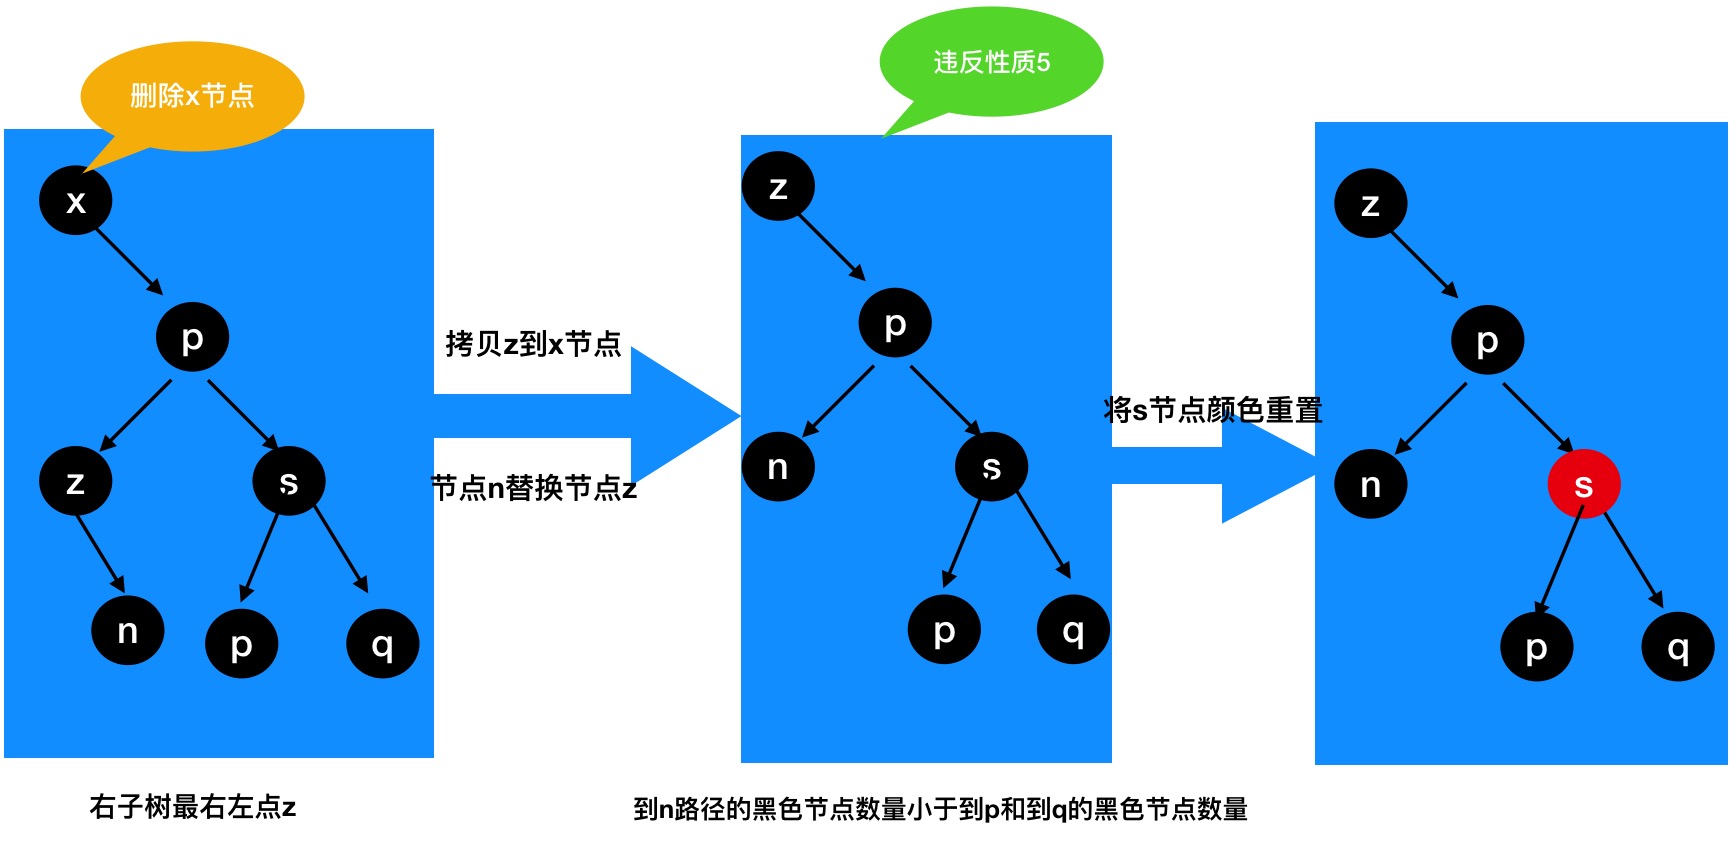 删除x节点
违反性质5
x
p
z
s
n
p
q
拷贝z到x节点
节点n替换节点z
z
p
n
s
p
q
将s节点颜色重置
z
p
n
s
p
q
右子树最右左点z
到n路径的黑色节点数量小于到p和到q的黑色节点数量